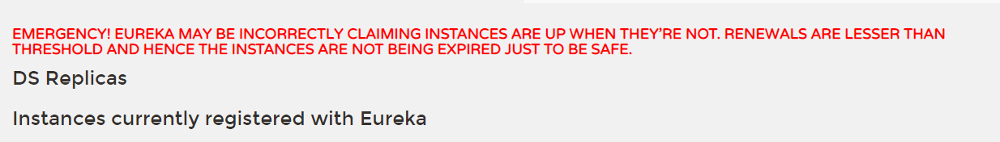 EMERGENCY! EUREKA MAY BE INCORRECTLY CLAIMING INSTANCES ARE UP WHEN THEY'RE NOT. RENEWALS ARE LESSER THAN
THRESHOLD AND HENCE THE INSTANCES ARE NOT BEING EXPIRED JUST TO BE SAFE.
DS Replicas
Instances currently registered with Eureka